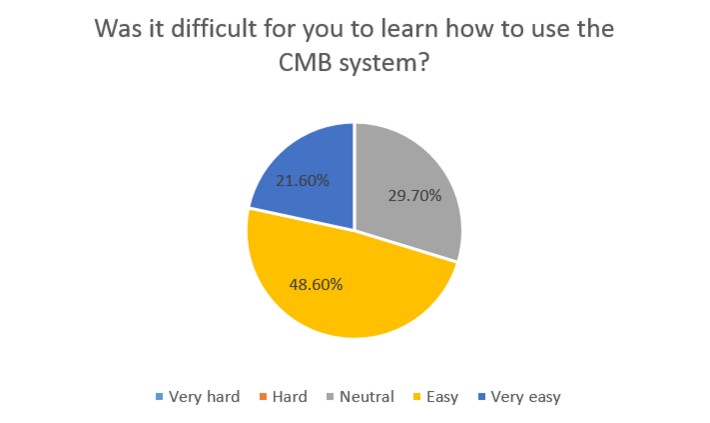 Was it difficult for you to learn how to use the
CMB system?
21.60%
29.70%
48.60%
Very hard Hard Neutral Easy Very easy